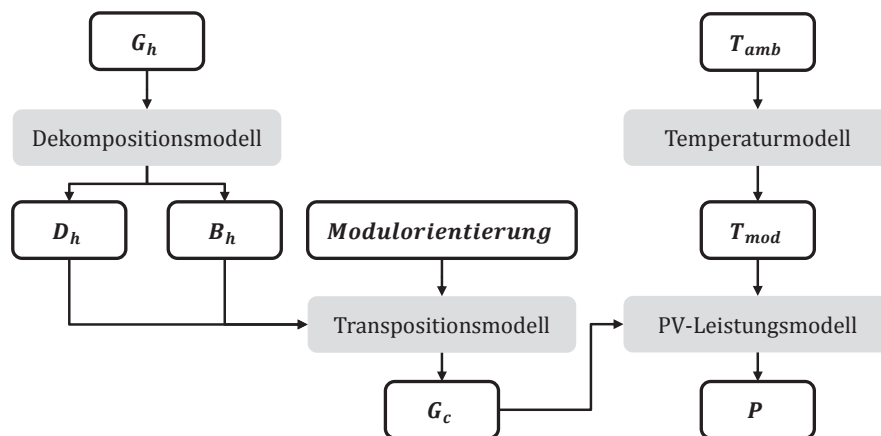 G_h
T_amb
Dekompositionsmodell
Temperaturmodell
D_h
B_h
Modulorientierung
T_mod
Transpositionsmodell
PV-Leistungsmodell
G_c
P